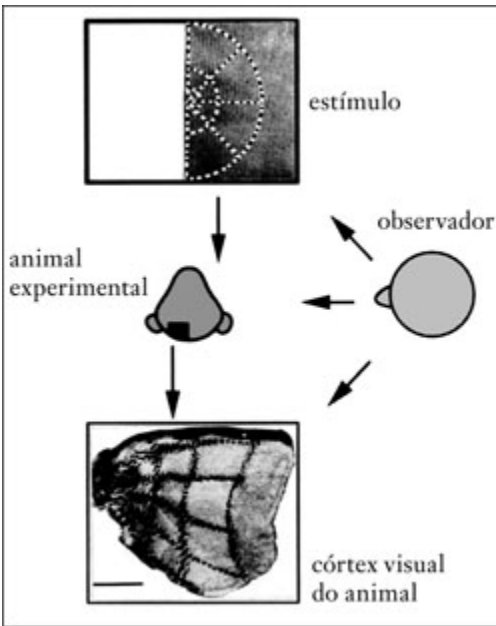 estímulo
observador
animal
experimental
córtex visual
do animal